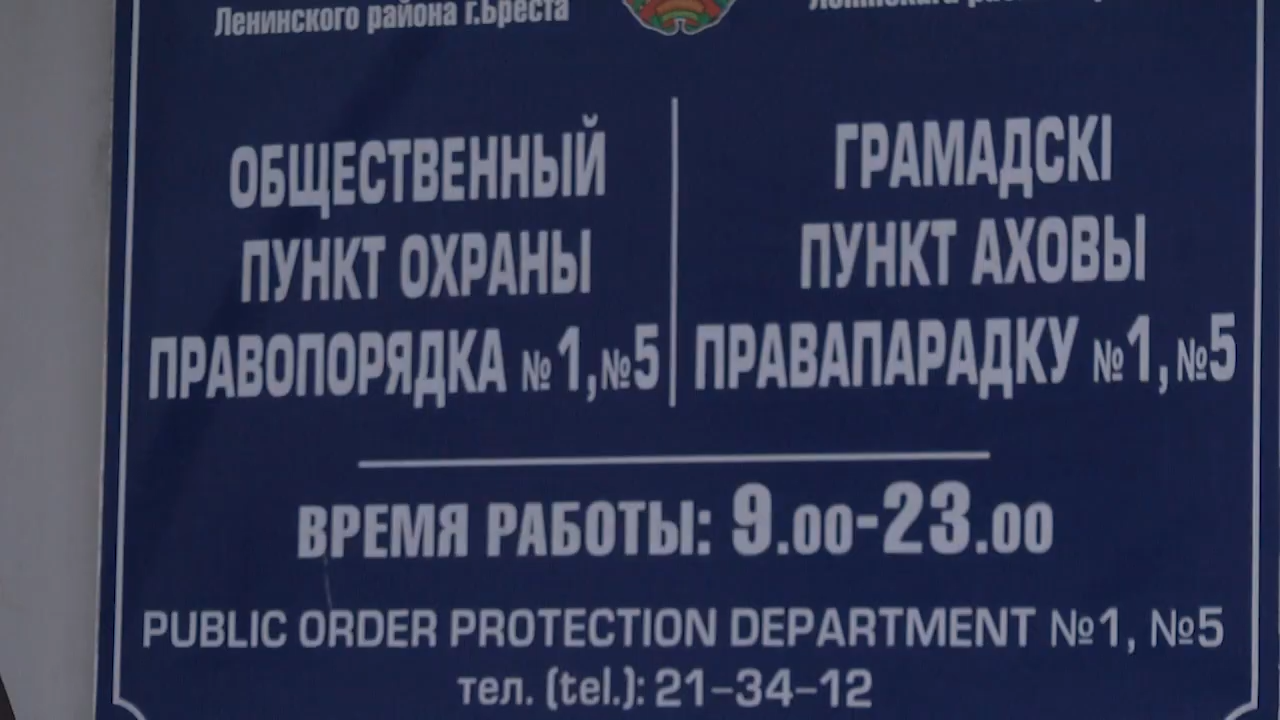 Ленинского района г.Бреста
ОБЩЕСТВЕННЫЙ
ПУНКТ ОХРАНЫ
ПРАВОПОРЯДКА №1,№5
ГРАМАДСКІ
ПУНКТ АХОВЫ
ПРАВАПАРАДКУ №1,№5
ВРЕМЯ РАБОТЫ: 9.00-23.00
PUBLIC ORDER PROTECTION DEPARTMENT №1, №5
тел. (tel.): 21-34-12